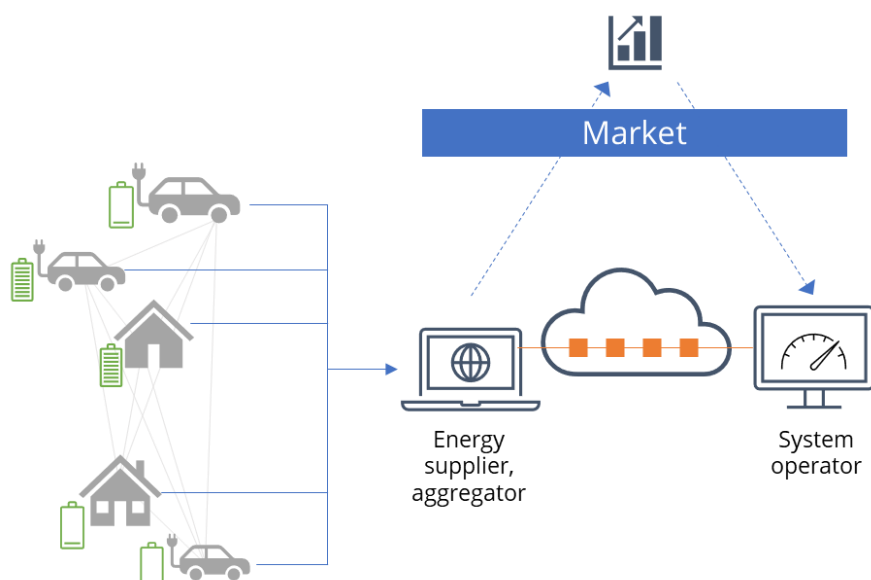 Market
Energy
supplier,
aggregator
System
operator